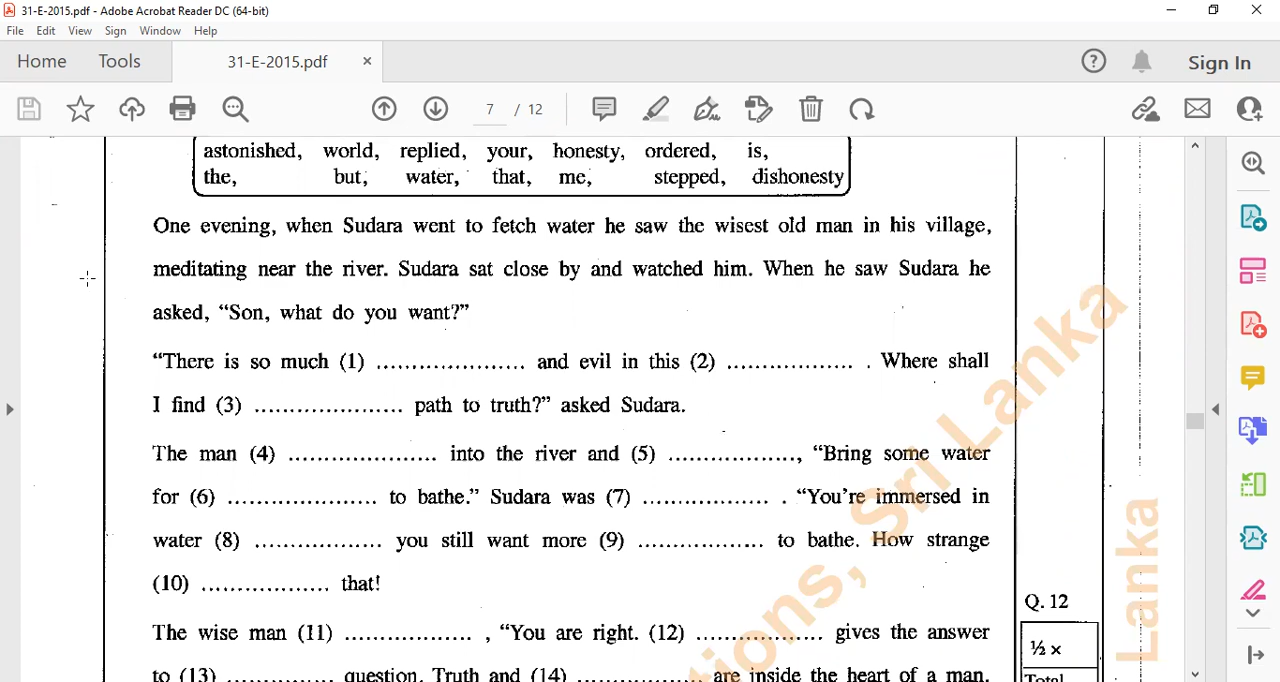 31-E-2015.pdf - Adobe Acrobat Reader DC (64-bit)
File Edit View Sign Window Help
Home Tools 31-E-2015.pdf × Sign In
7 / 12
astonished, world, replied, your, honesty, ordered, is,
the, but, water, that, me, stepped, dishonesty
One evening, when Sudara went to fetch water he saw the wisest old man in his village,
meditating near the river. Sudara sat close by and watched him. When he saw Sudara he
asked, “Son, what do you want?”
“There is so much (1) ........................ and evil in this (2) ..................... . Where shall
I find (3) ........................ path to truth?” asked Sudara.
The man (4) ........................ into the river and (5) ....................., “Bring some water
for (6) ........................ to bathe.” Sudara was (7) ..................... . “You’re immersed in
water (8) ..................... you still want more (9) ..................... to bathe. How strange
(10) ..................... that!
The wise man (11) ..................... , “You are right. (12) ..................... gives the answer
to (13) .................. question. Truth and (14) ..................... are inside the heart of a man.
Q. 12
½ ×
Total
tions, Sri Lanka
Lanka